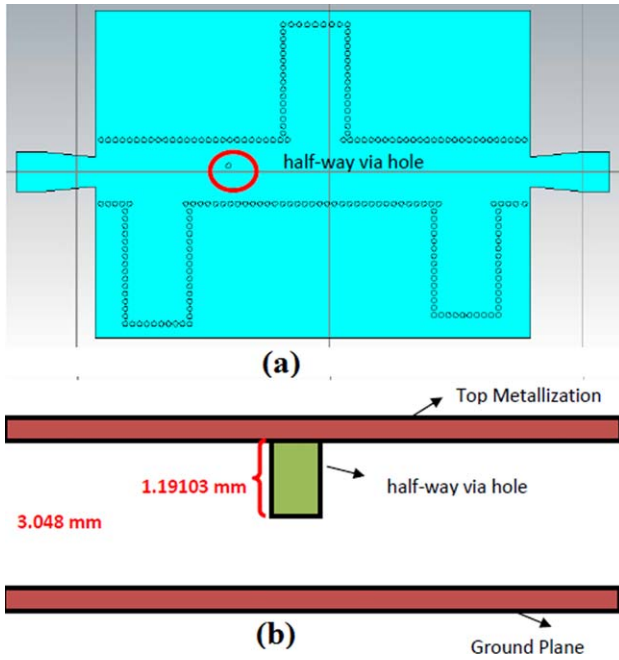 half-way via hole
(a)
Top Metallization
1.19103 mm
half-way via hole
3.048 mm
(b)
Ground Plane